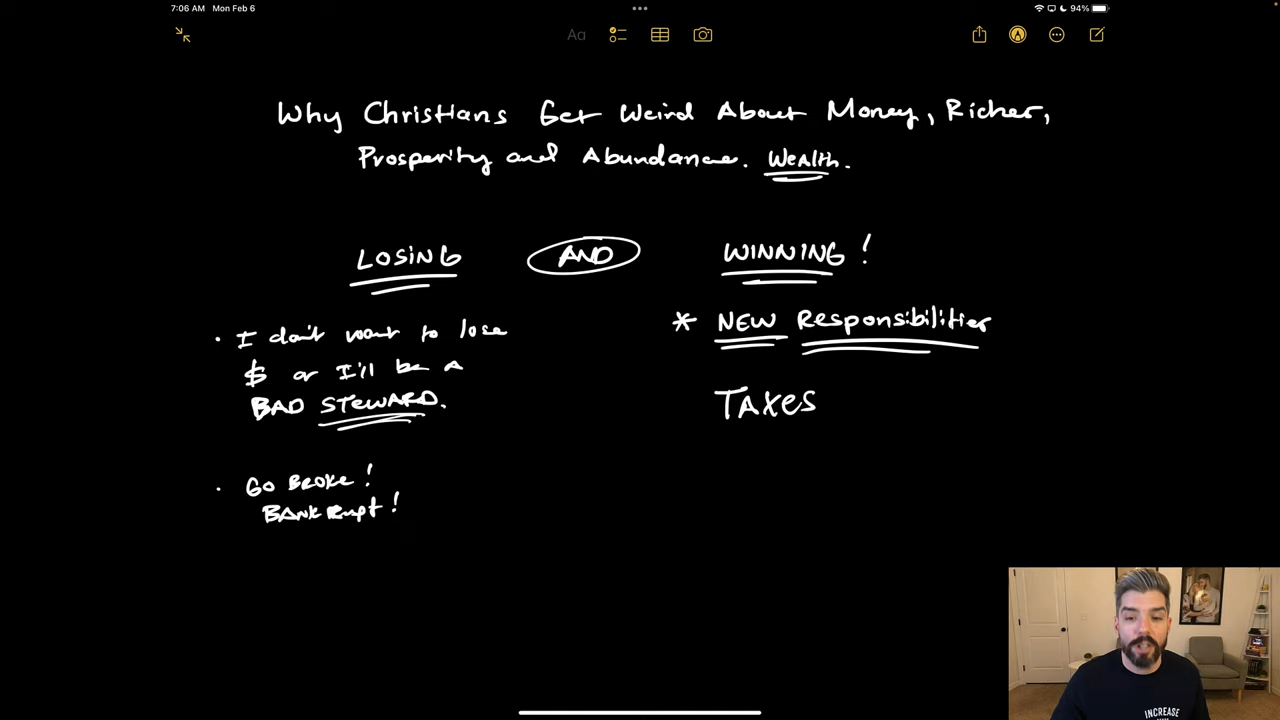 7:06 AM Mon Feb 6
94%
Aa
Why Christians Get Weird About Money, Riches,
Prosperity and Abundance. Wealth.
LOSING AND WINNING!
• I don't want to lose
$ or I'll be a
BAD STEWARD.
• Go BROKE!
BANKRupt!
* NEW Responsibilities
TAXES
INCREASE